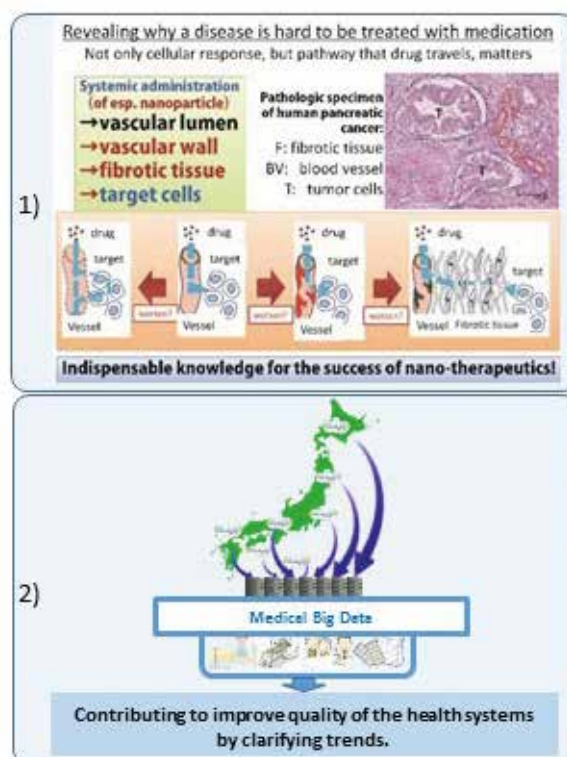 1)
Revealing why a disease is hard to be treated with medication
Not only cellular response, but pathway that drug travels, matters
Systemic administration
(of esp. nanoparticle)
→vascular lumen
→vascular wall
→fibrotic tissue
→target cells
Pathologic specimen
of human pancreatic
cancer:
F: fibrotic tissue
BV: blood vessel
T: tumor cells
T
T
drug
target
Vessel
drug
target
Vessel
drug
target
Vessel
drug
target
Vessel Fibrotic tissue
Indispensable knowledge for the success of nano-therapeutics!
2)
Medical Big Data
Contributing to improve quality of the health systems
by clarifying trends.